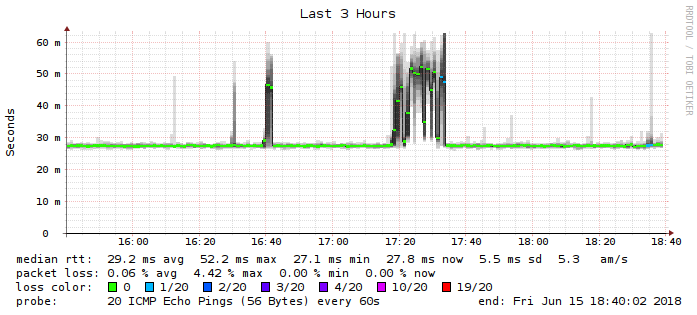 Last 3 Hours
RRDTOOL / TOBI OETIKER
Seconds
60 m
50 m
40 m
30 m
20 m
10 m
0
16:00 16:20 16:40 17:00 17:20 17:40 18:00 18:20 18:40
median rtt: 29.2 ms avg 52.2 ms max 27.1 ms min 27.8 ms now 5.5 ms sd 5.3 am/s
packet loss: 0.06 % avg 4.42 % max 0.00 % min 0.00 % now
loss color: 0 1/20 2/20 3/20 4/20 10/20 19/20
probe: 20 ICMP Echo Pings (56 Bytes) every 60s end: Fri Jun 15 18:40:02 2018